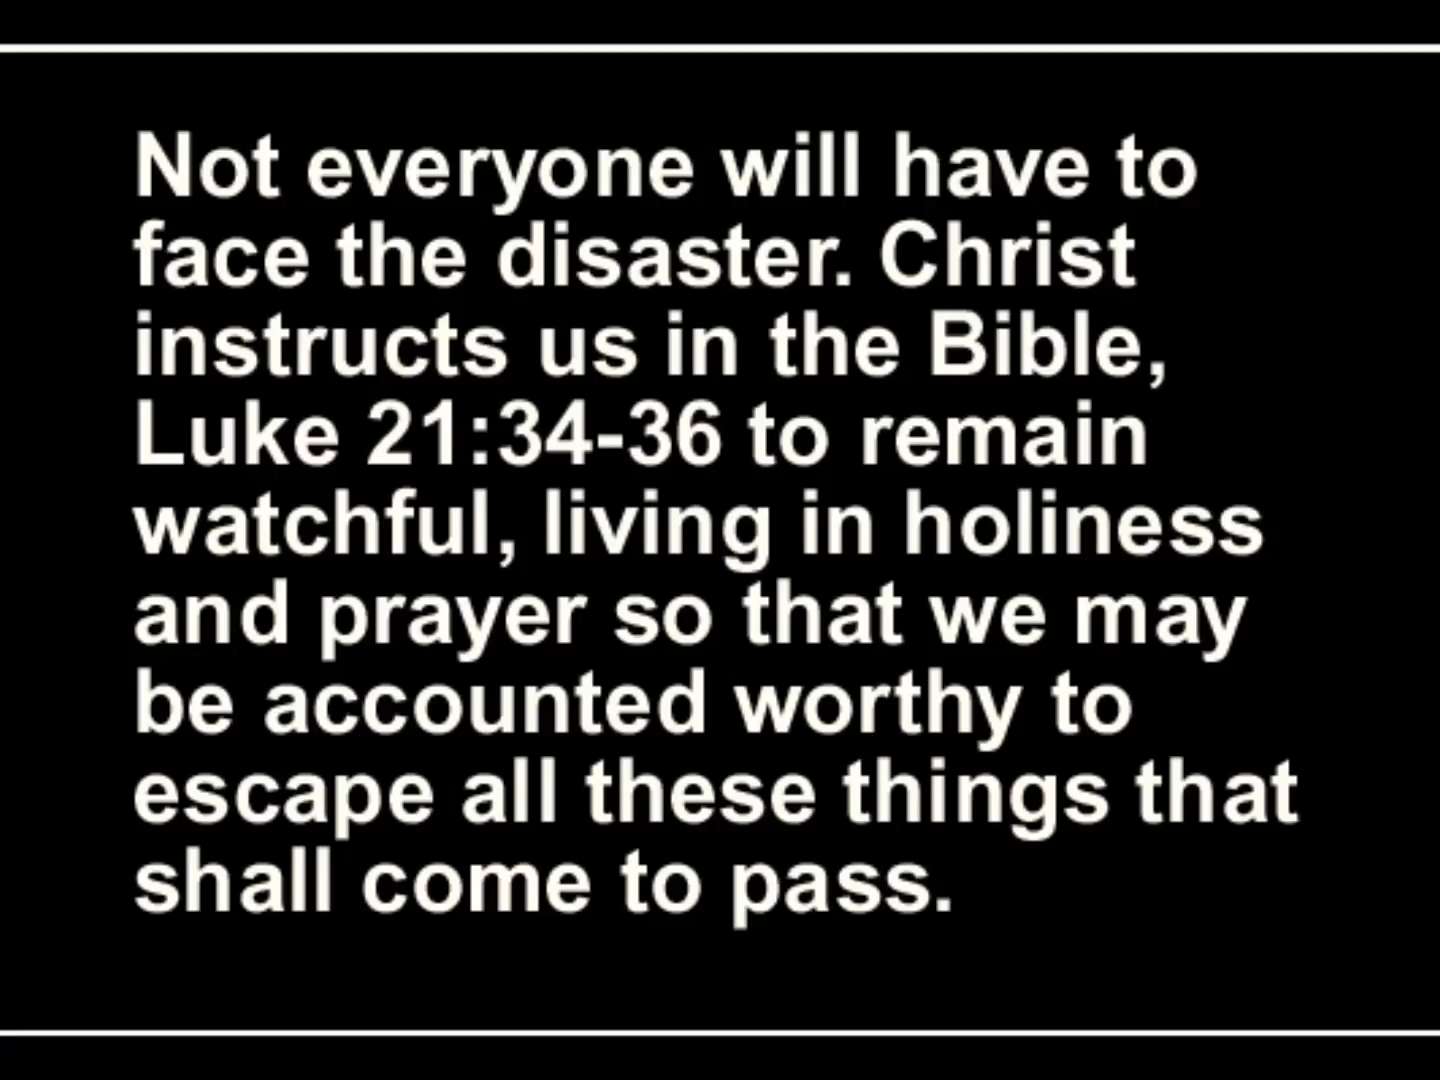 Not everyone will have to
face the disaster. Christ
instructs us in the Bible,
Luke 21:34-36 to remain
watchful, living in holiness
and prayer so that we may
be accounted worthy to
escape all these things that
shall come to pass.